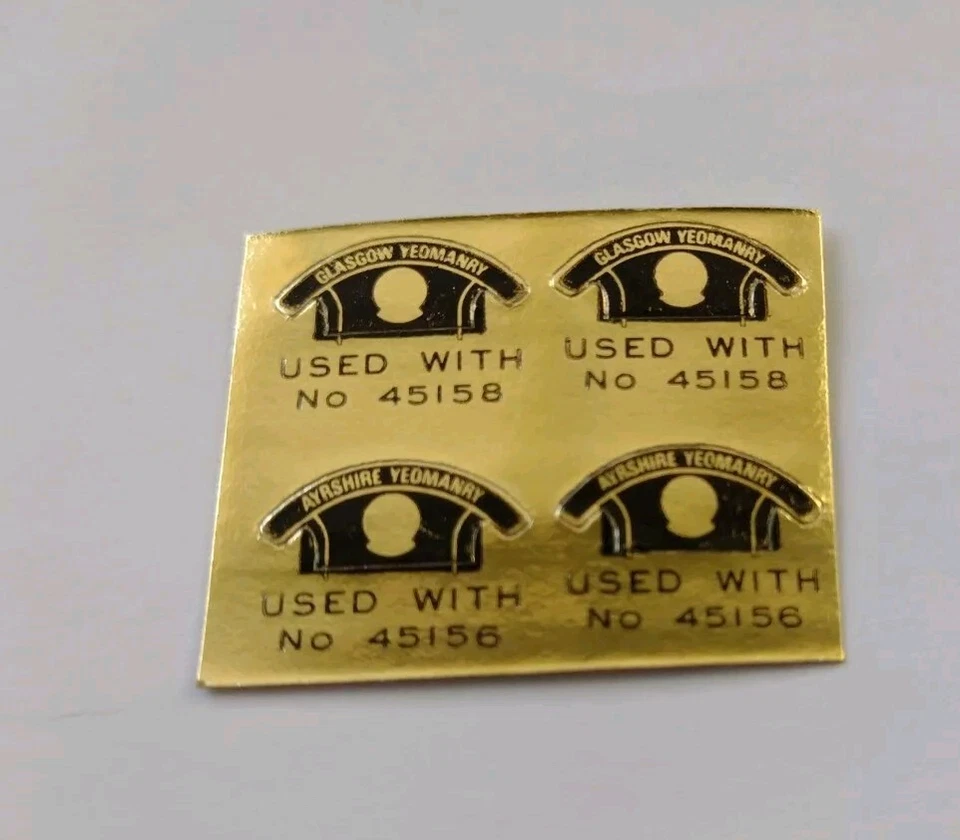 GLASGOW YEOMANRY
USED WITH
No 45158
GLASGOW YEOMANRY
USED WITH
No 45158
AYRSHIRE YEOMANRY
USED WITH
No 45156
AYRSHIRE YEOMANRY
USED WITH
No 45156